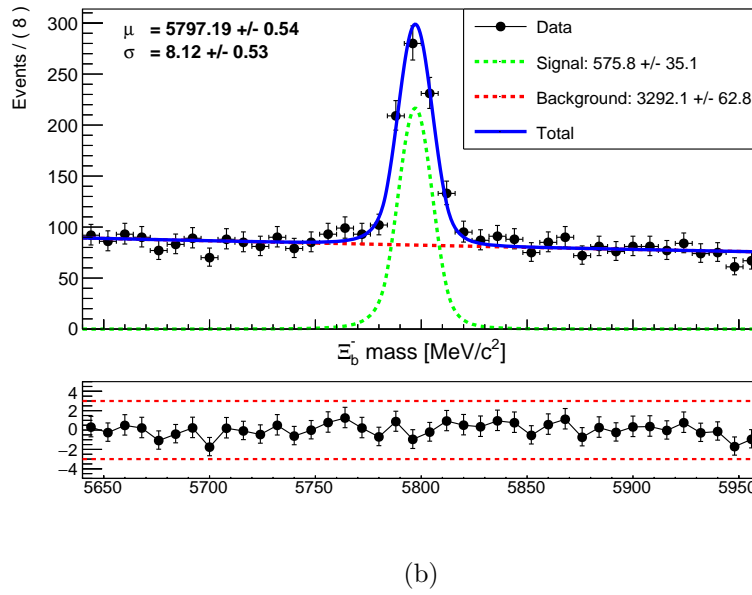 Events / ( 8 )
μ = 5797.19 +/- 0.54
σ = 8.12 +/- 0.53
Data
Signal: 575.8 +/- 35.1
Background: 3292.1 +/- 62.8
Total
300
250
200
150
100
50
0
Ξb- mass [MeV/c2]
4
2
0
−2
−4
5650 5700 5750 5800 5850 5900 5950
(b)